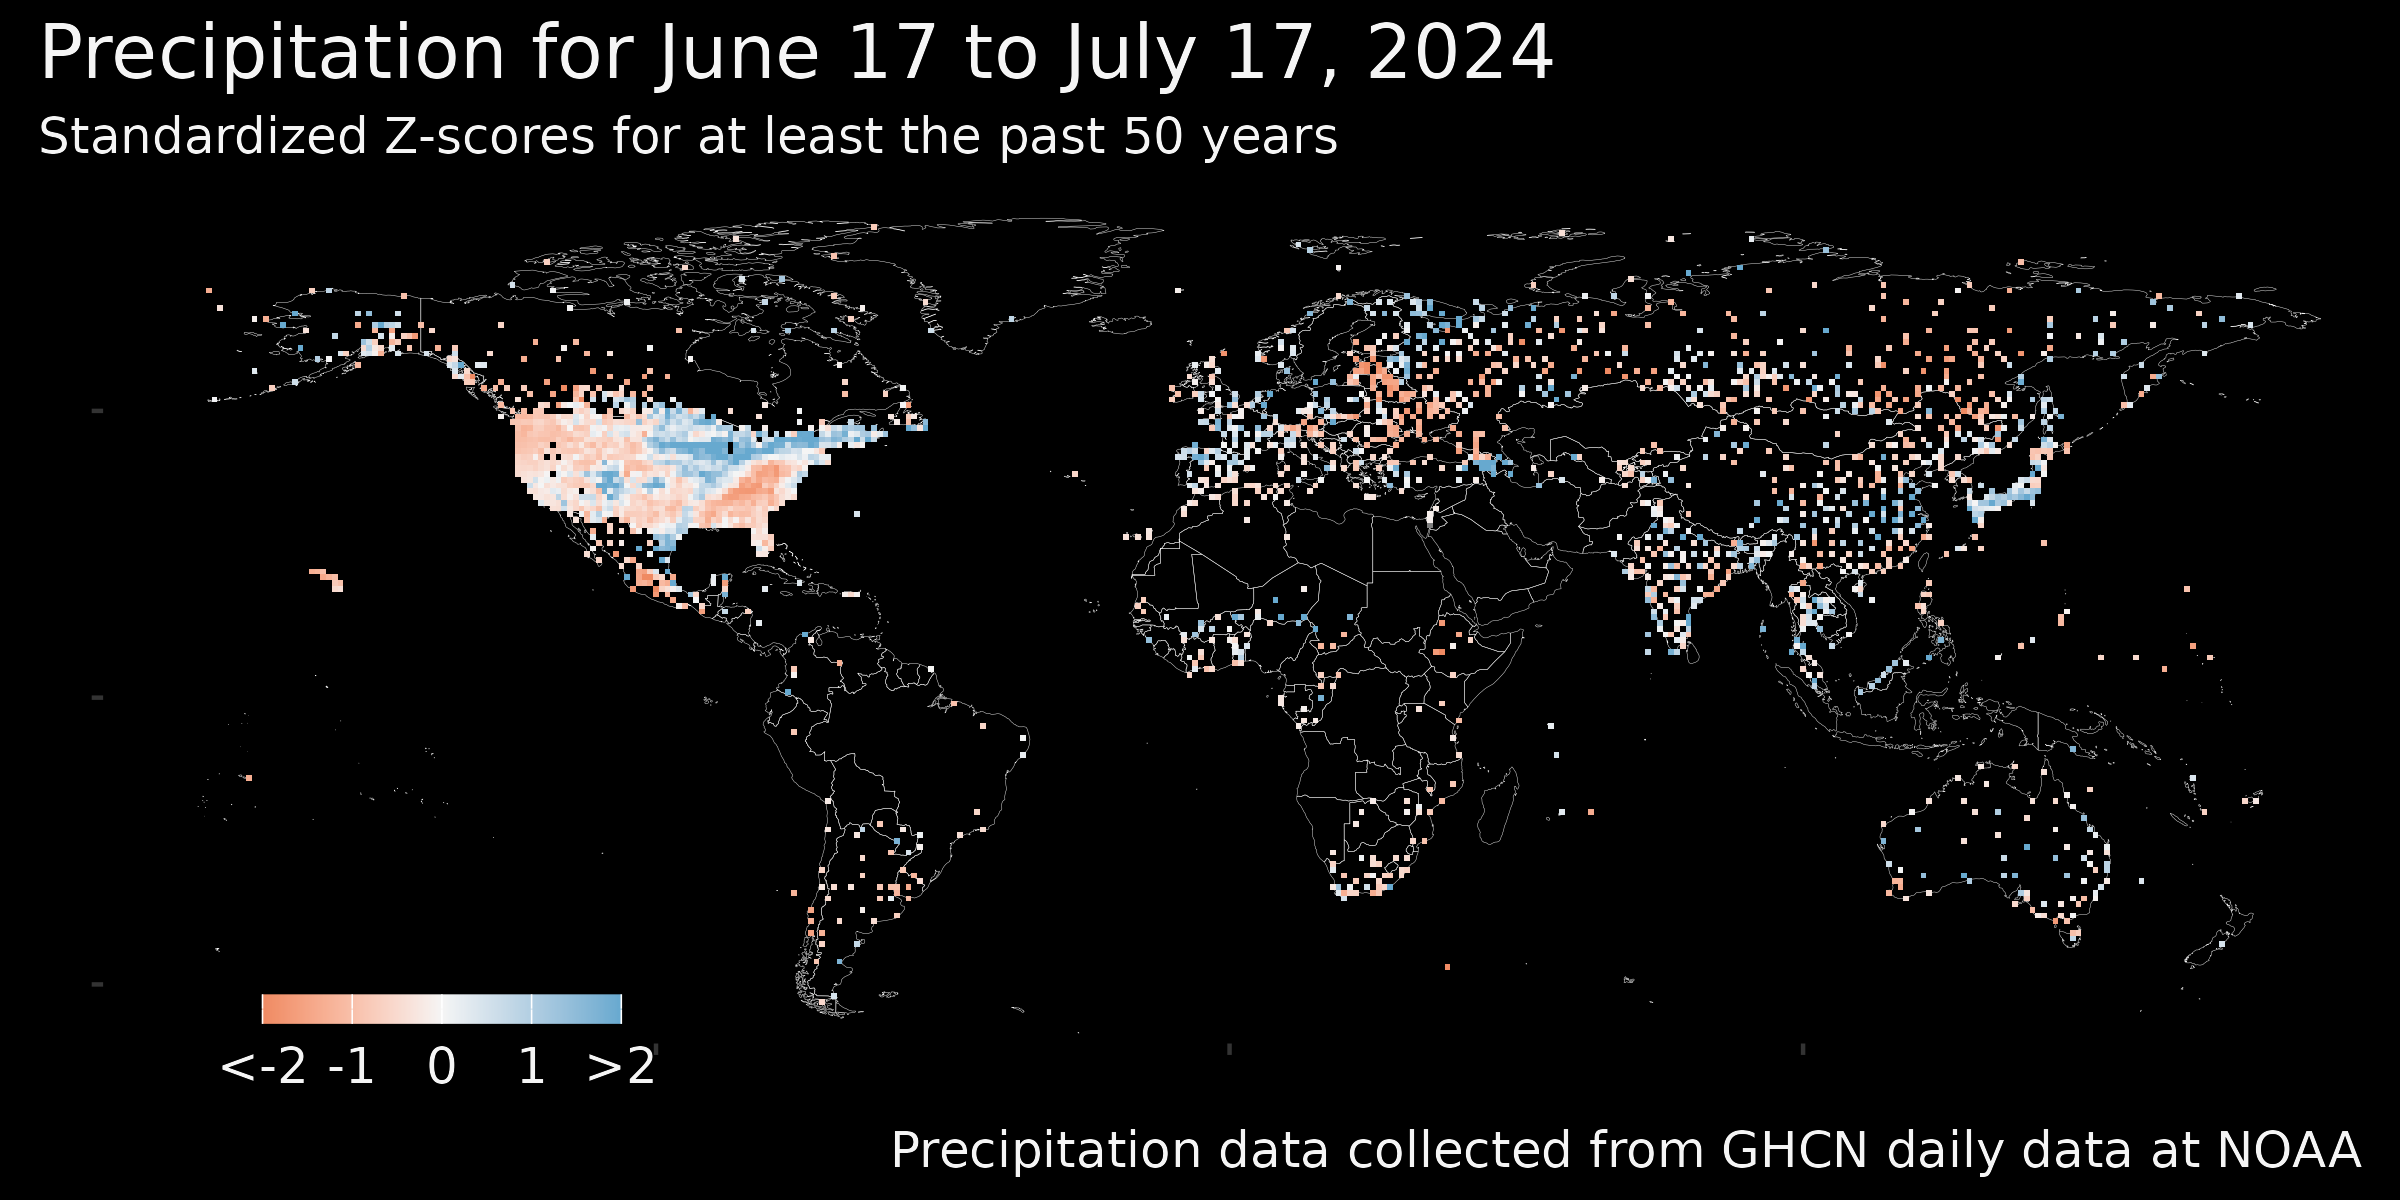 Precipitation for June 17 to July 17, 2024
Standardized Z-scores for at least the past 50 years
<-2 -1 0 1 >2
Precipitation data collected from GHCN daily data at NOAA